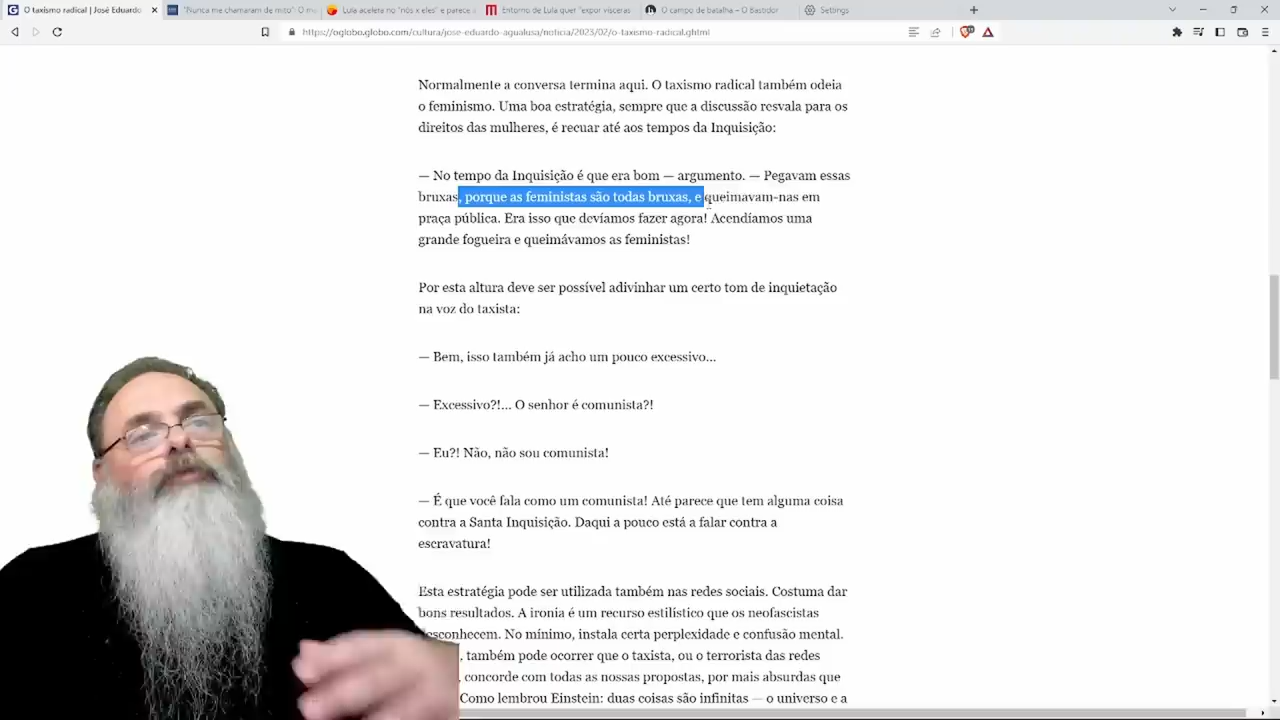 O taxismo radical | José Eduardo
"Nunca me chamaram de mito": O m
Lula acelera no "nós x eles" e parece a
Entorno de Lula quer "expor vísceras
O campo de batalha – O Bastidor
Settings
https://oglobo.globo.com/cultura/jose-eduardo-agualusa/noticia/2023/02/o-taxismo-radical.ghtml
Normalmente a conversa termina aqui. O taxismo radical também odeia
o feminismo. Uma boa estratégia, sempre que a discussão resvala para os
direitos das mulheres, é recuar até aos tempos da Inquisição:
— No tempo da Inquisição é que era bom — argumento. — Pegavam essas
bruxas, porque as feministas são todas bruxas, e queimavam-nas em
praça pública. Era isso que devíamos fazer agora! Acendíamos uma
grande fogueira e queimávamos as feministas!
Por esta altura deve ser possível adivinhar um certo tom de inquietação
na voz do taxista:
— Bem, isso também já acho um pouco excessivo...
— Excessivo?!... O senhor é comunista?!
— Eu?! Não, não sou comunista!
— É que você fala como um comunista! Até parece que tem alguma coisa
contra a Santa Inquisição. Daqui a pouco está a falar contra a
escravatura!
Esta estratégia pode ser utilizada também nas redes sociais. Costuma dar
bons resultados. A ironia é um recurso estilístico que os neofascistas
desconhecem. No mínimo, instala certa perplexidade e confusão mental.
, também pode ocorrer que o taxista, ou o terrorista das redes
, concorde com todas as nossas propostas, por mais absurdas que
Como lembrou Einstein: duas coisas são infinitas — o universo e a